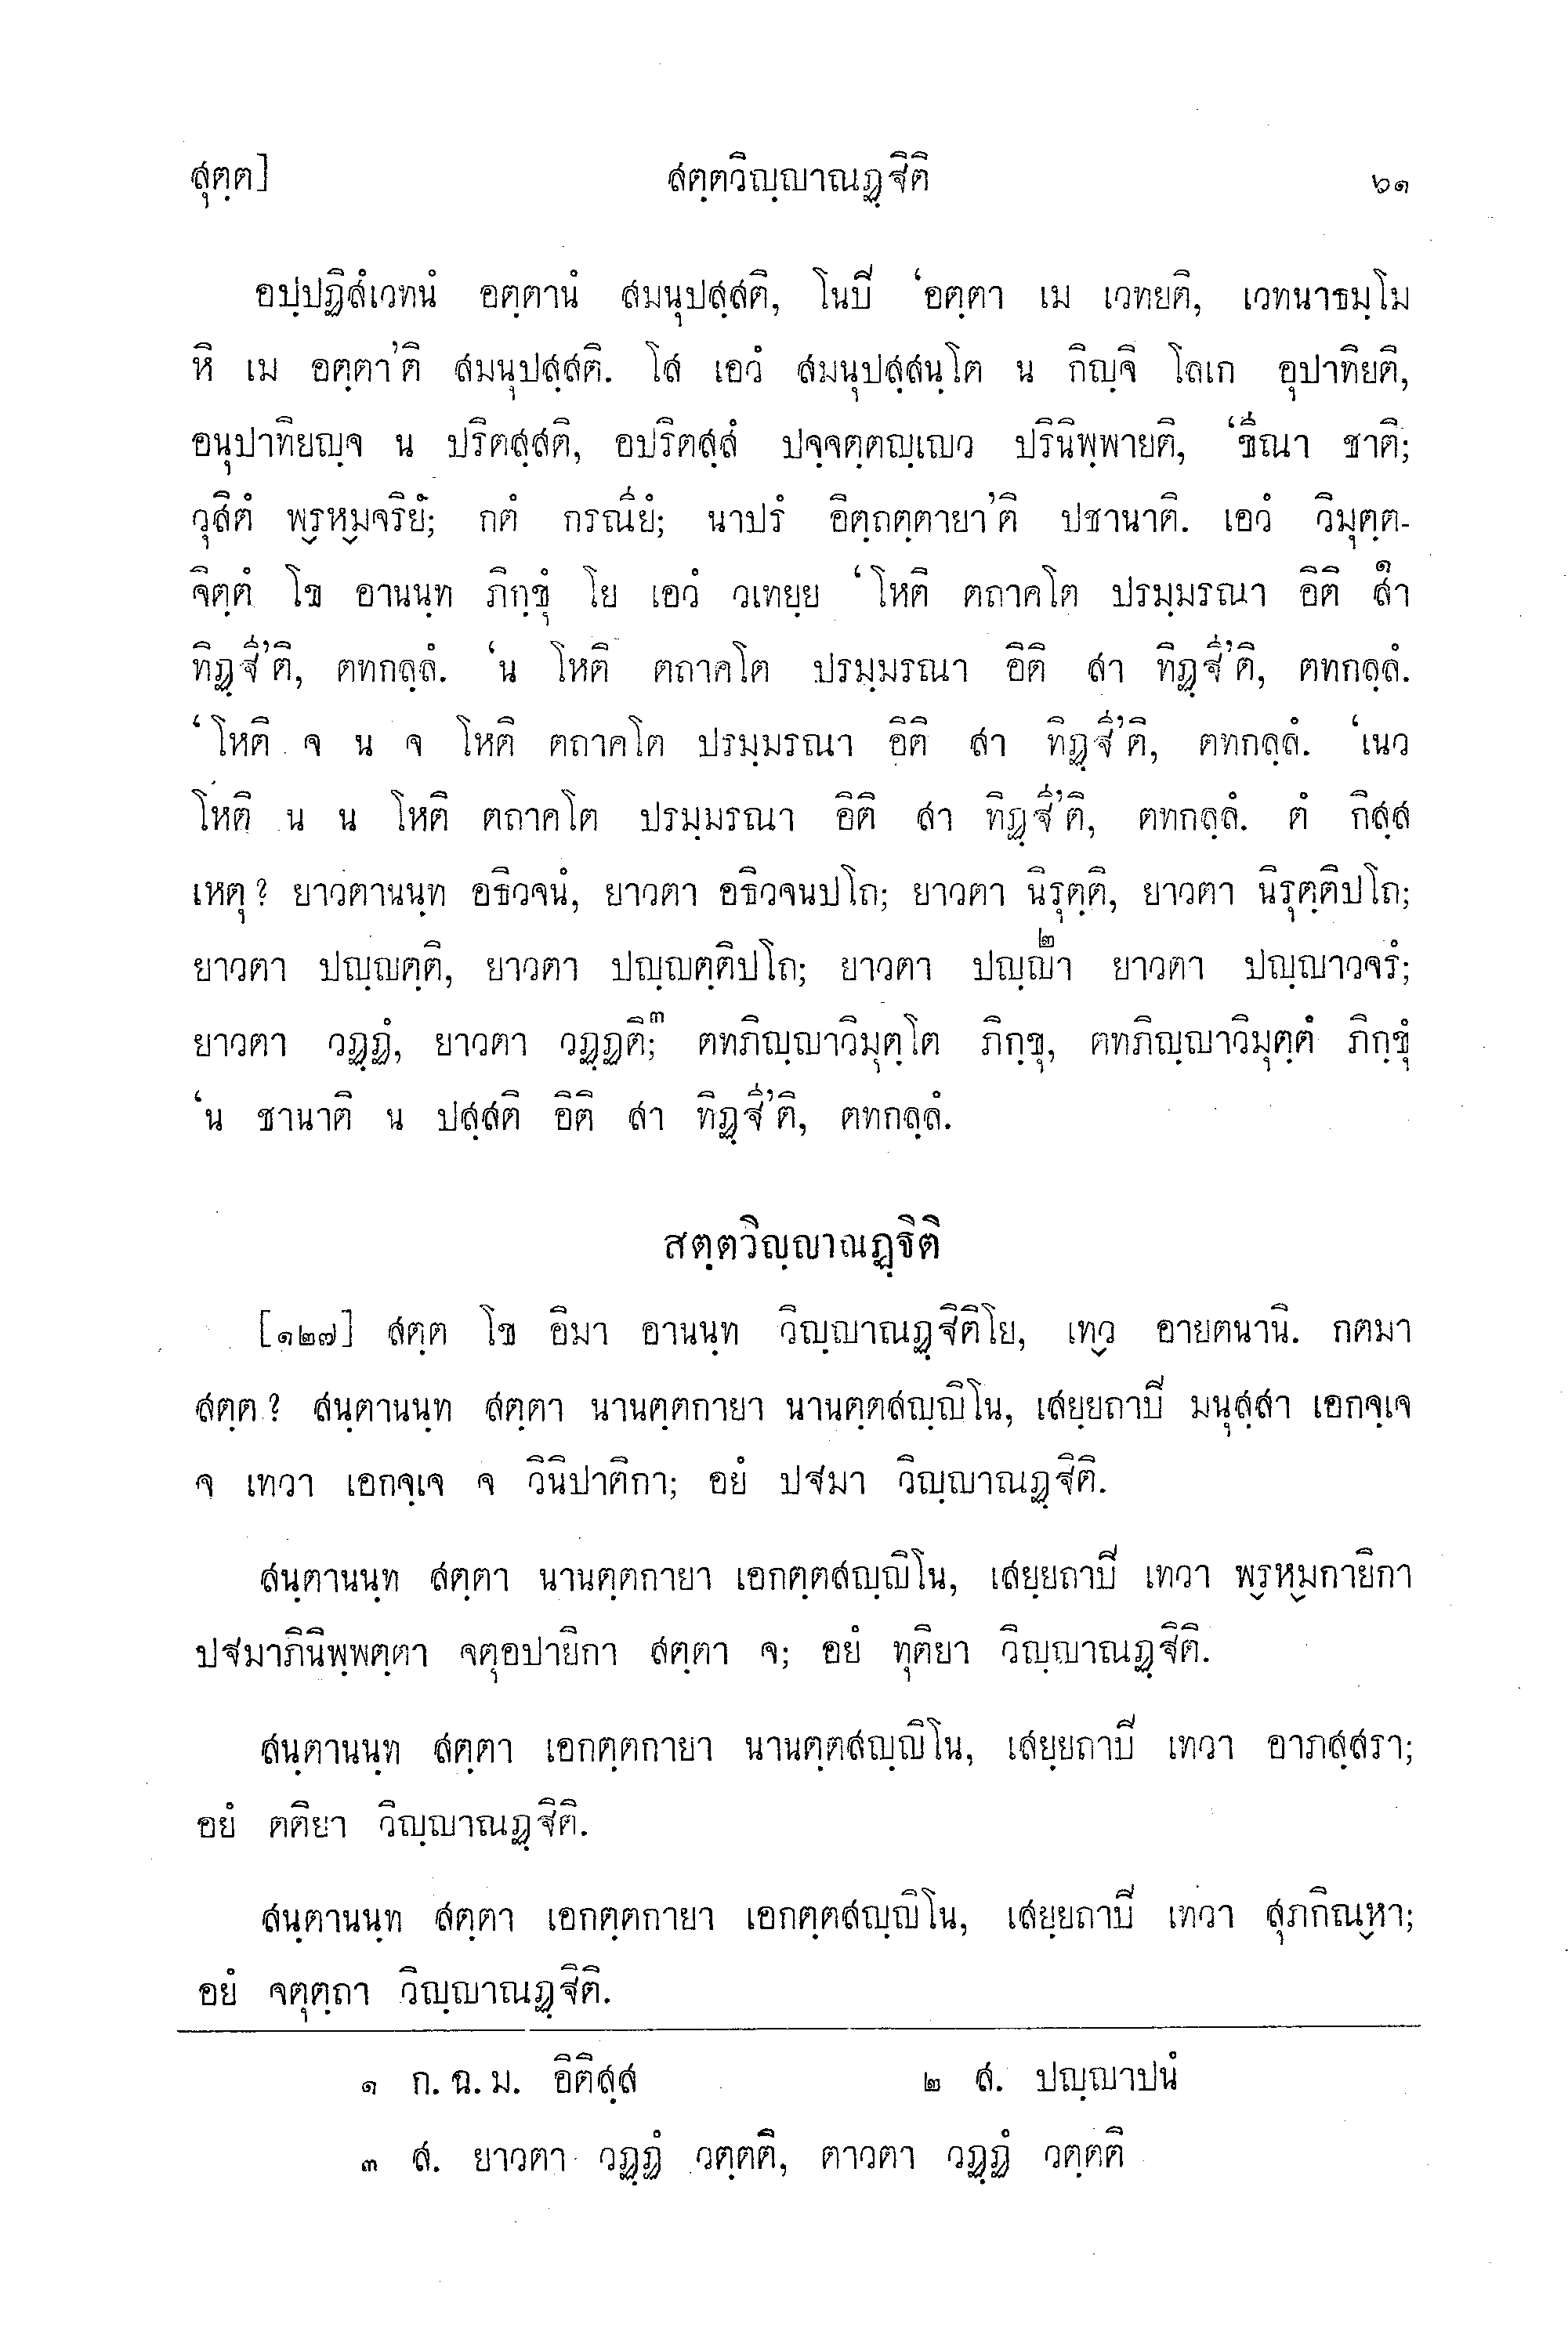 สุตฺต] สตฺตวิญฺญาณฏฺฐิติ ๖๑
อปฺปฏิสํเวทนํ อตฺตานํ สมนุปสฺสติ, โนปิ ‘อตฺตา เม เวทยติ, เวทนาธมฺโม
หิ เม อตฺตา’ติ สมนุปสฺสติ. โส เอวํ สมนุปสฺสนฺโต น กิญฺจิ โลเก อุปาทิยติ,
อนุปาทิยญฺจ น ปริตสฺสติ, อปริตสฺสํ ปจฺจตฺตญฺเญว ปรินิพฺพายติ, ‘ขีณา ชาติ;
วุสิตํ พฺรหฺมจริยํ; กตํ กรณียํ; นาปรํ อิตฺถตฺตายา’ติ ปชานาติ. เอวํ วิมุตฺต-
จิตฺตํ โข อานนฺท ภิกฺขุํ โย เอวํ วเทยฺย ‘โหติ ตถาคโต ปรมฺมรณา อิติ สา๑
ทิฏฺฐี’ติ, ตทกลฺลํ. ‘น โหติ ตถาคโต ปรมฺมรณา อิติ สา ทิฏฺฐี’ติ, ตทกลฺลํ.
‘โหติ จ น จ โหติ ตถาคโต ปรมฺมรณา อิติ สา ทิฏฺฐี’ติ, ตทกลฺลํ. ‘เนว
โหติ น น โหติ ตถาคโต ปรมฺมรณา อิติ สา ทิฏฺฐี’ติ, ตทกลฺลํ. ตํ กิสฺส
เหตุ? ยาวตานนฺท อธิวจนํ, ยาวตา อธิวจนปโถ; ยาวตา นิรุตฺติ, ยาวตา นิรุตฺติปโถ;
ยาวตา ปญฺญตฺติ, ยาวตา ปญฺญตฺติปโถ; ยาวตา ปญฺญา๒ ยาวตา ปญฺญาวจรํ;
ยาวตา วฏฺฏํ, ยาวตา วฏฺฏติ;๓ ตทภิญฺญาวิมุตฺโต ภิกฺขุ, ตทภิญฺญาวิมุตฺตํ ภิกฺขุํ
‘น ชานาติ น ปสฺสติ อิติ สา ทิฏฺฐี’ติ, ตทกลฺลํ.
สตฺตวิญฺญาณฏฺฐิติ
[๑๒๗] สตฺต โข อิมา อานนฺท วิญฺญาณฏฺฐิติโย, เทฺว อายตนานิ. กตมา
สตฺต? สนฺตานนฺท สตฺตา นานตฺตกายา นานตฺตสญฺญิโน, เสยฺยถาปิ มนุสฺสา เอกจฺเจ
จ เทวา เอกจฺเจ จ วินิปาติกา; อยํ ปฐมา วิญฺญาณฏฺฐิติ.
สนฺตานนฺท สตฺตา นานตฺตกายา เอกตฺตสญฺญิโน, เสยฺยถาปิ เทวา พฺรหฺมกายิกา
ปฐมาภินิพฺพตฺตา จตุอปายิกา สตฺตา จ; อยํ ทุติยา วิญฺญาณฏฺฐิติ.
สนฺตานนฺท สตฺตา เอกตฺตกายา นานตฺตสญฺญิโน, เสยฺยถาปิ เทวา อาภสฺสรา;
อยํ ตติยา วิญฺญาณฏฺฐิติ.
สนฺตานนฺท สตฺตา เอกตฺตกายา เอกตฺตสญฺญิโน, เสยฺยถาปิ เทวา สุภกิณฺหา;
อยํ จตุตฺถา วิญฺญาณฏฺฐิติ.
๑ ก. ฉ. ม. อิติสฺส ๒ ส. ปญฺญาปนํ
๓ ส. ยาวตา วฏฺฏํ วตฺตติ, ตาวตา วฏฺฏํ วตฺตติ